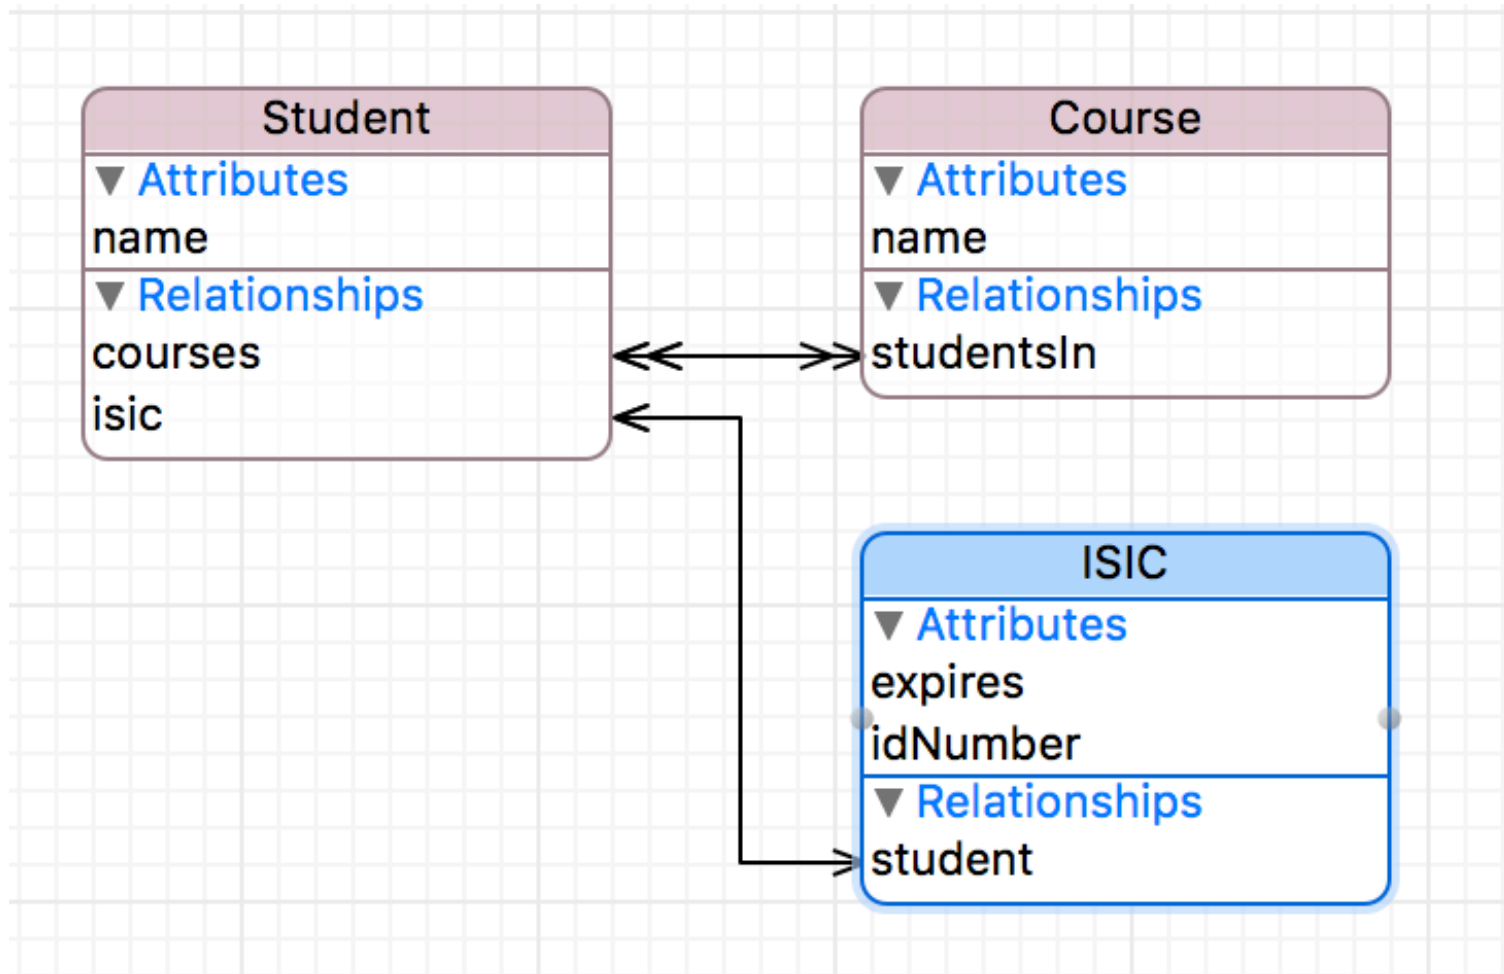 Student
Attributes
name
Relationships
courses
isic
Course
Attributes
name
Relationships
studentsIn
ISIC
Attributes
expires
idNumber
Relationships
student